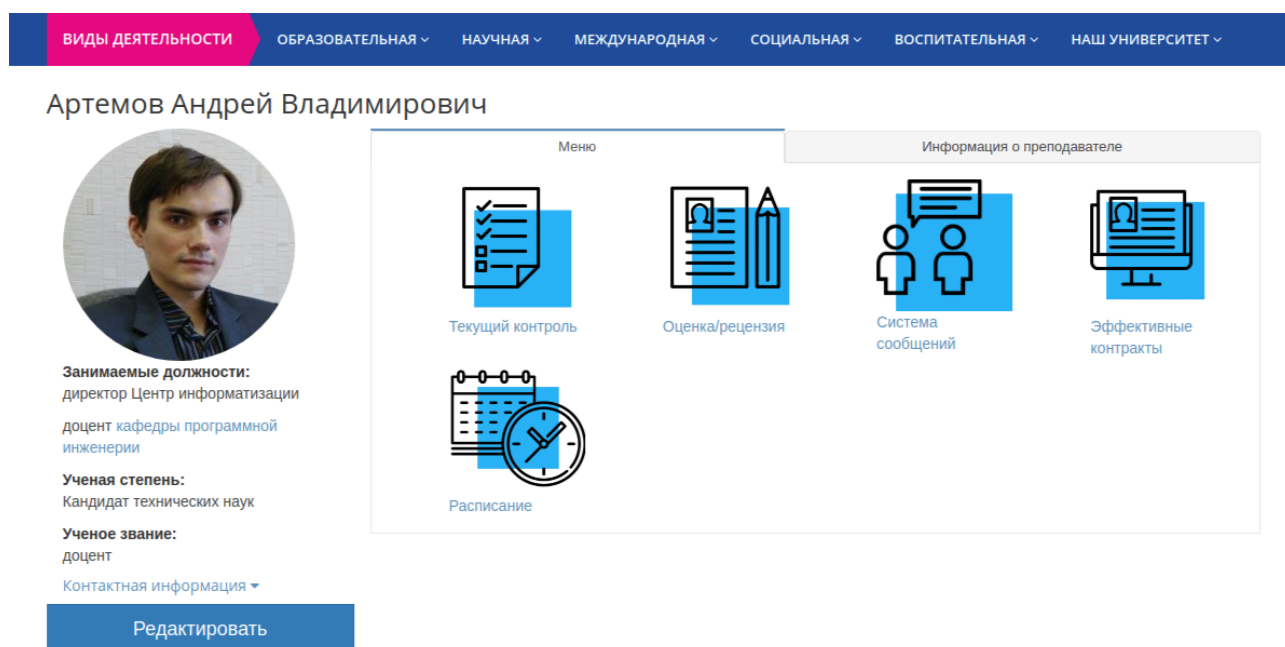 ВИДЫ ДЕЯТЕЛЬНОСТИ ОБРАЗОВАТЕЛЬНАЯ НАУЧНАЯ МЕЖДУНАРОДНАЯ СОЦИАЛЬНАЯ ВОСПИТАТЕЛЬНАЯ НАШ УНИВЕРСИТЕТ
Артемов Андрей Владимирович
Меню
Информация о преподавателе
Текущий контроль
Оценка/рецензия
Система
сообщений
Эффективные
контракты
Расписание
Занимаемые должности:
директор Центр информатизации
доцент кафедры программной
инженерии
Ученая степень:
Кандидат технических наук
Ученое звание:
доцент
Контактная информация
Редактировать